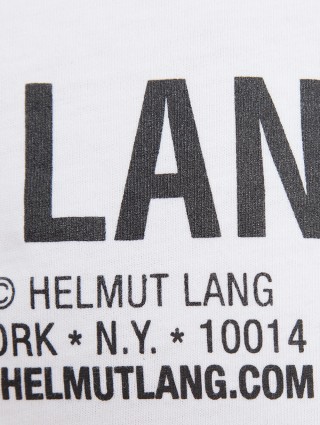 LAN
© HELMUT LANG
ORK * N.Y. * 10014
HELMUTLANG.COM